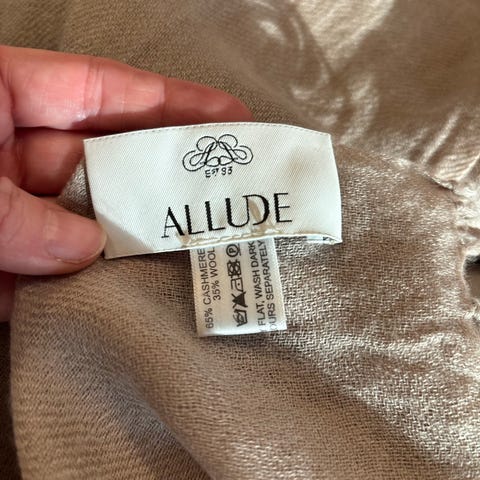 EST 93
ALLUDE
65% CASHMERE
35% WOOL
FLAT, WASH DARK
OURS SEPARATELY